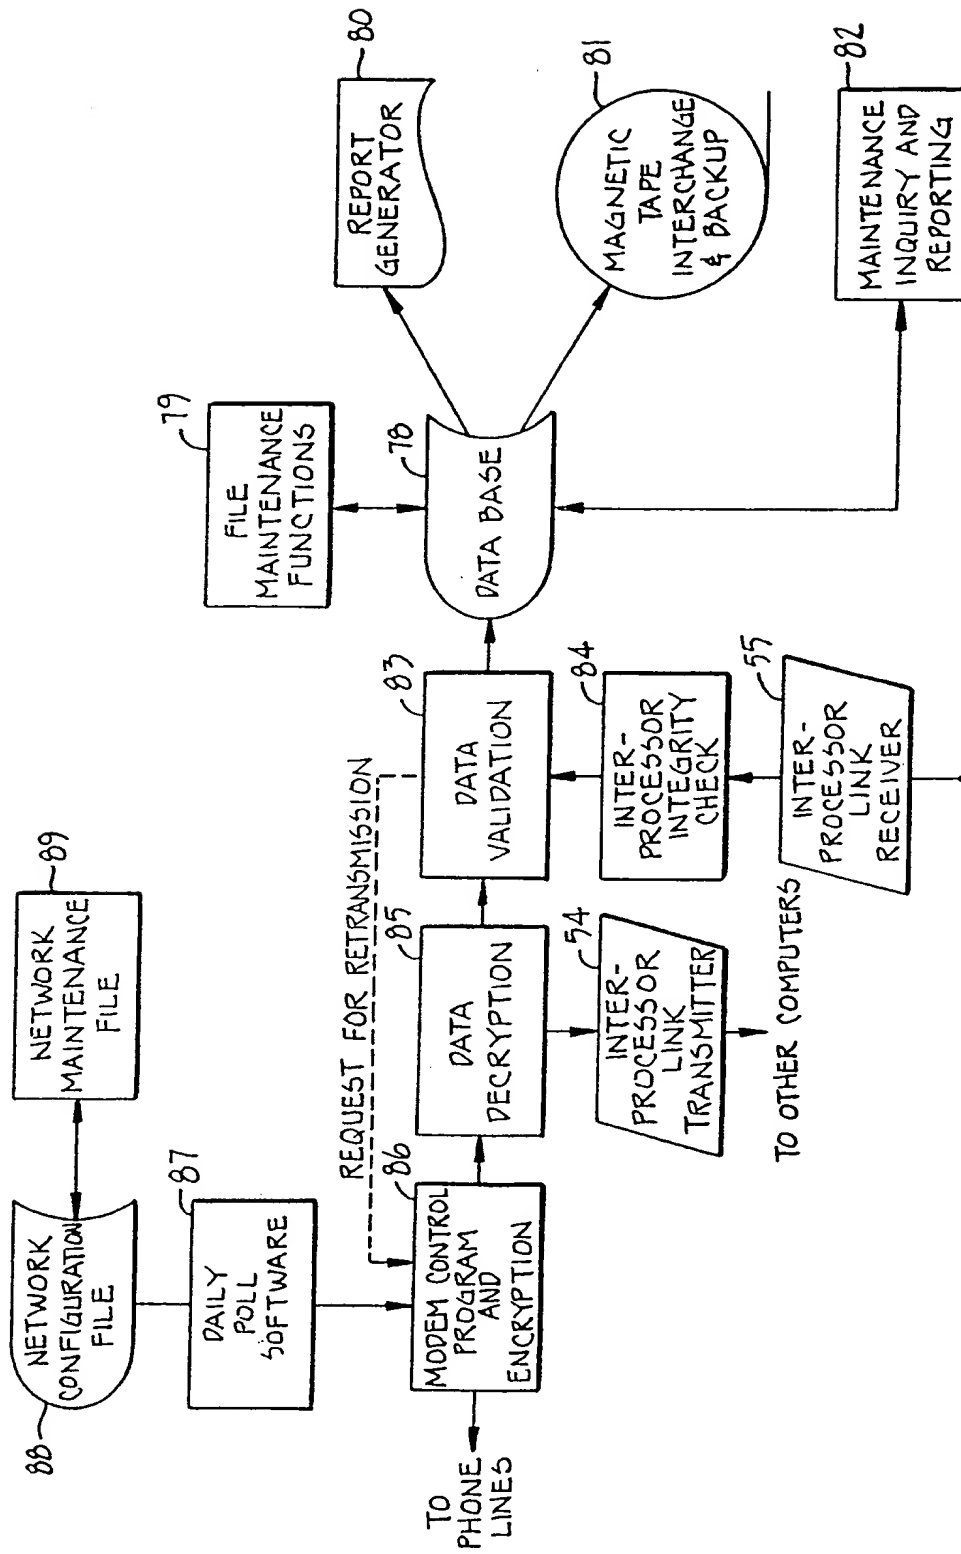 88
NETWORK
CONFIGURATION
FILE
89
NETWORK
MAINTENANCE
FILE
87
DAILY
POLL
SOFTWARE
79
FILE
MAINTENANCE
FUNCTIONS
80
REPORT
GENERATOR
REQUEST FOR RETRANSMISSION
TO
PHONE
LINES
86
MODEM CONTROL
PROGRAM
AND
ENCRYPTION
85
DATA
DECRYPTION
83
DATA
VALIDATION
78
DATA BASE
81
MAGNETIC
TAPE
INTERCHANGE
& BACKUP
54
INTER-
PROCESSOR
LINK
TRANSMITTER
TO OTHER COMPUTERS
84
INTER-
PROCESSOR
INTEGRITY
CHECK
55
INTER-
PROCESSOR
LINK
RECEIVER
82
MAINTENANCE
INQUIRY AND
REPORTING